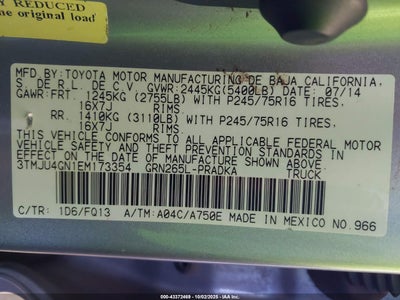 Y REDUCED
ne original load
MFD. BY: TOYOTA MOTOR MANUFACTURING DE BAJA CALIFORNIA,
S. DE R.L. DE C.V. GVWR: 2445KG(5400LB) DATE: 07/14
GAWR: FRT. 1245KG (2755LB) WITH P245/75R16 TIRES,
16X7J RIMS
RR. 1410KG (3110LB) WITH P245/75R16 TIRES,
16X7J RIMS
THIS VEHICLE CONFORMS TO ALL APPLICABLE FEDERAL MOTOR
VEHICLE SAFETY, BUMPER, AND THEFT PREVENTION STANDARDS IN
EFFECT ON THE DATE OF MANUFACTURE SHOWN ABOVE.
3TMJU4GN1EM173354 GRN265L-PRADKA TRUCK
C/TR: 1D6/FQ13 A/TM: A04C/A750E MADE IN MEXICO NO.966
STOCK #: 000-43372469 - 10/02/2025 - IAA Inc.